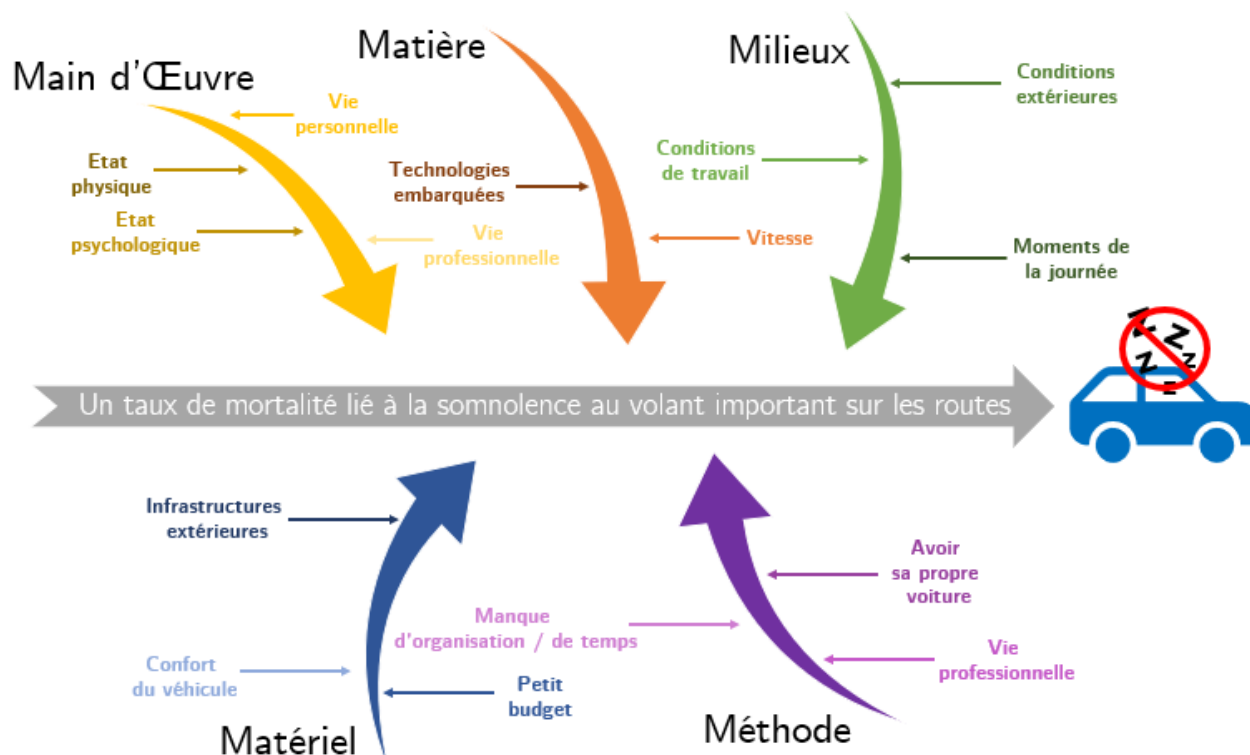 Main d'Œuvre
Vie
personnelle
Etat
physique
Etat
psychologique
Vie
professionnelle
Matière
Technologies
embarquées
Vitesse
Milieux
Conditions
extérieures
Conditions
de travail
Moments de
la journée
Z
Z
Z
Z
Z
Un taux de mortalité lié à la somnolence au volant important sur les routes
Infrastructures
extérieures
Confort
du véhicule
Petit
budget
Matériel
Avoir
sa propre
voiture
Manque
d'organisation / de temps
Vie
professionnelle
Méthode